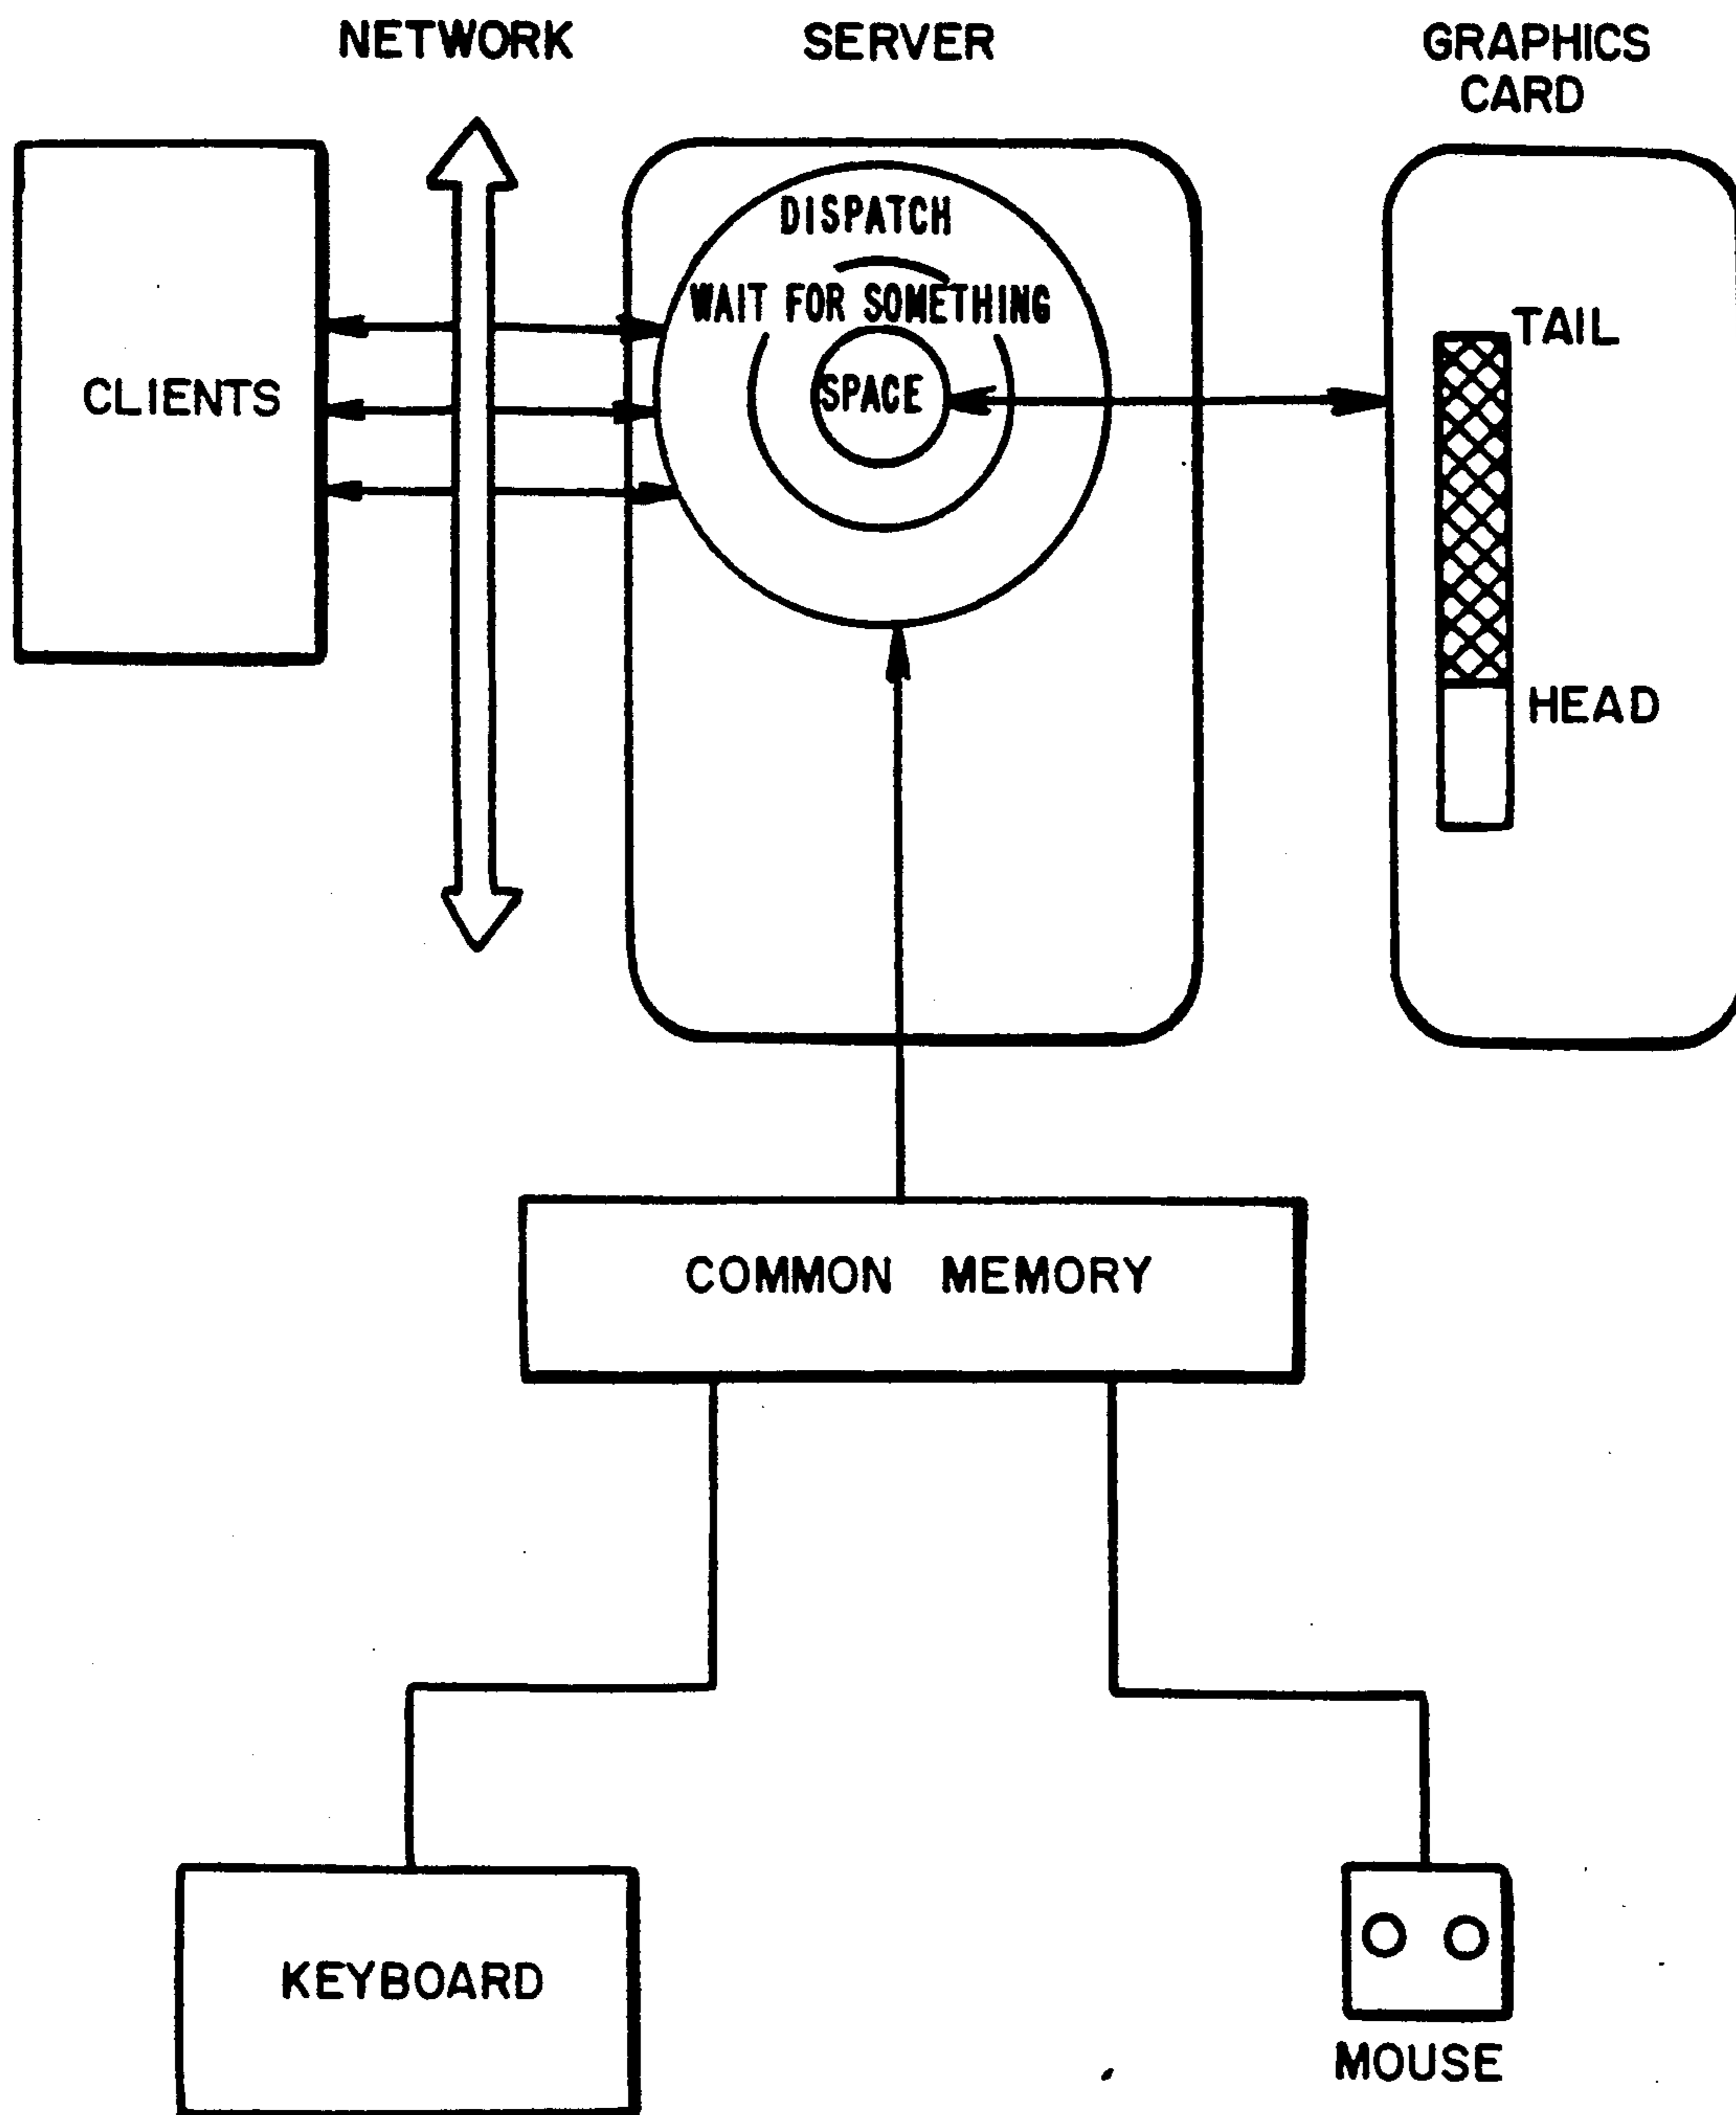 NETWORK
SERVER
GRAPHICS
CARD
DISPATCH
WAIT FOR SOMETHING
SPACE
CLIENTS
TAIL
HEAD
COMMON MEMORY
KEYBOARD
MOUSE